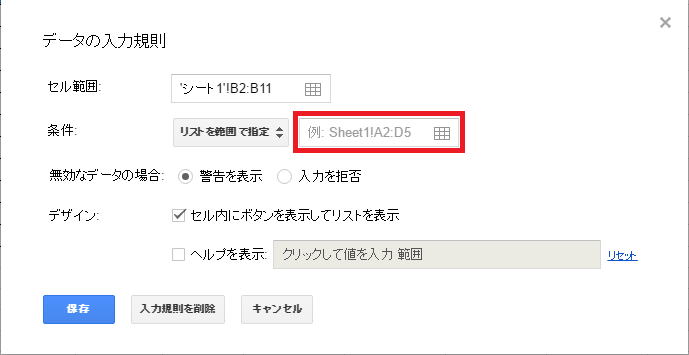 データの入力規則
×
セル範囲: 'シート1'!B2:B11
条件: リストを範囲で指定 例: Sheet1!A2:D5
無効なデータの場合: 警告を表示 入力を拒否
デザイン: セル内にボタンを表示してリストを表示
ヘルプを表示: クリックして値を入力 範囲 リセット
保存 入力規則を削除 キャンセル